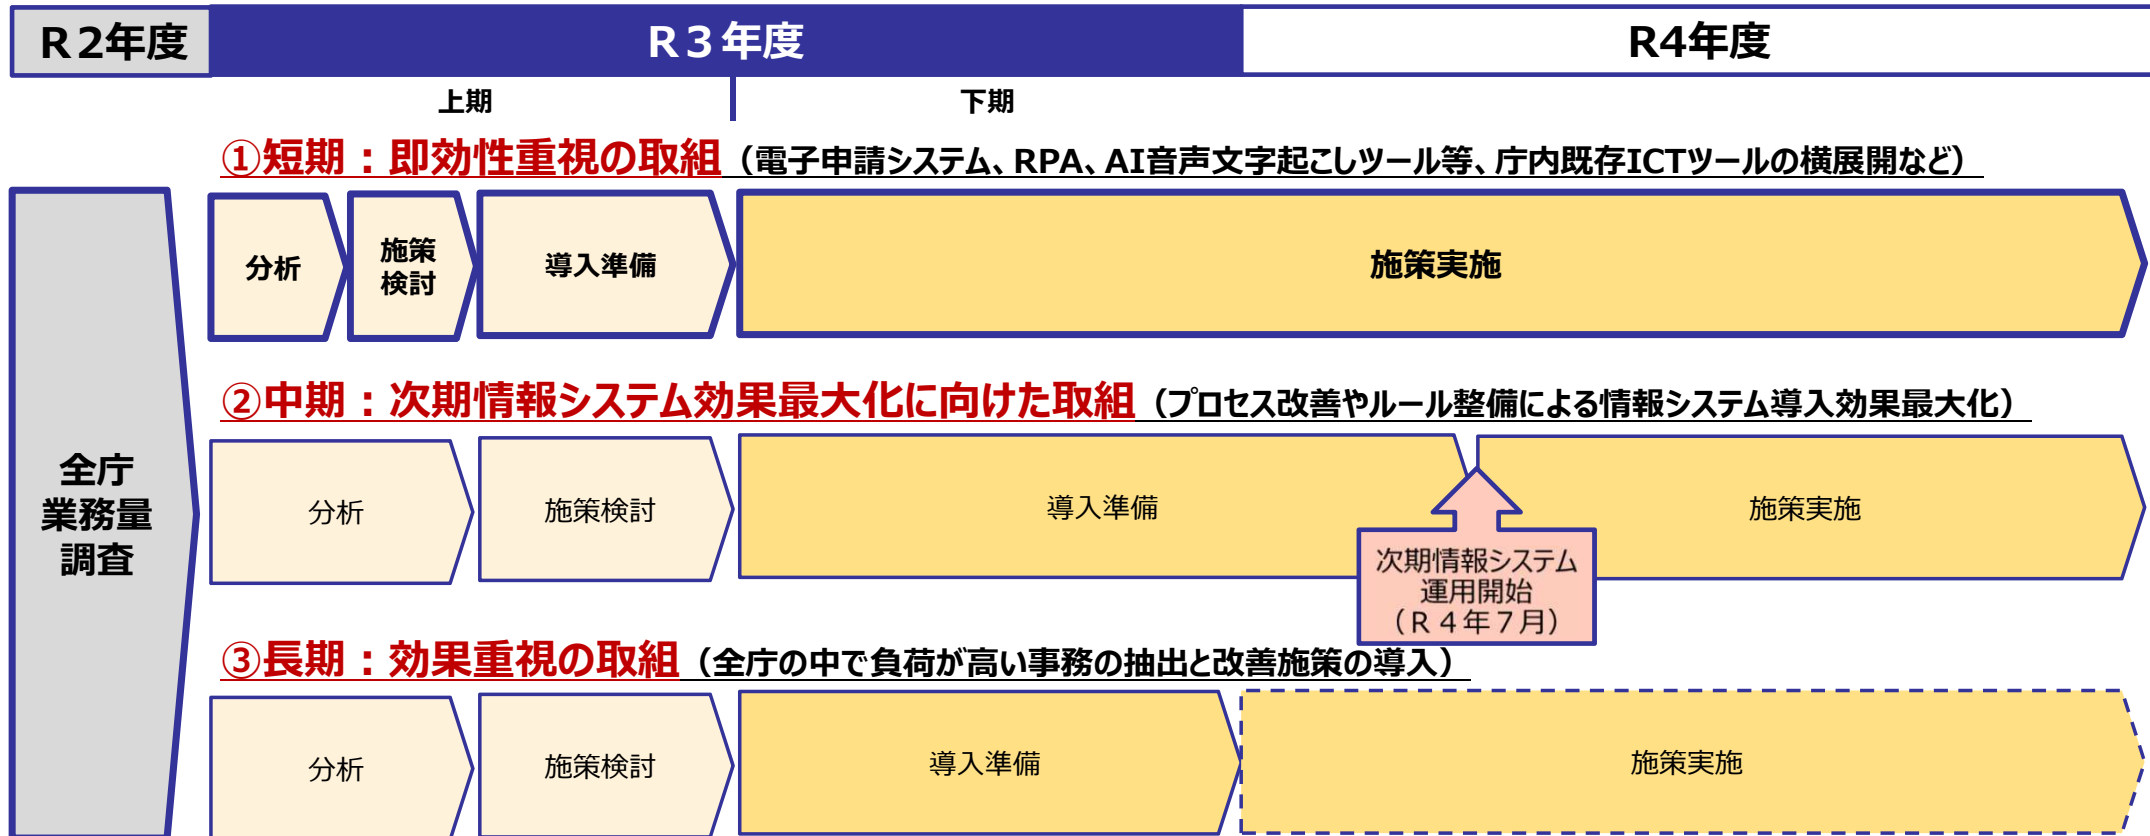 R2年度
R3年度
R4年度
上期
下期
①短期：即効性重視の取組（電子申請システム、RPA、AI音声文字起こしツール等、庁内既存ICTツールの横展開など）
全庁
業務量
調査
分析
施策
検討
導入準備
施策実施
②中期：次期情報システム効果最大化に向けた取組（プロセス改善やルール整備による情報システム導入効果最大化）
分析
施策検討
導入準備
施策実施
次期情報システム
運用開始
（R４年７月）
③長期：効果重視の取組（全庁の中で負荷が高い事務の抽出と改善施策の導入）
分析
施策検討
導入準備
施策実施